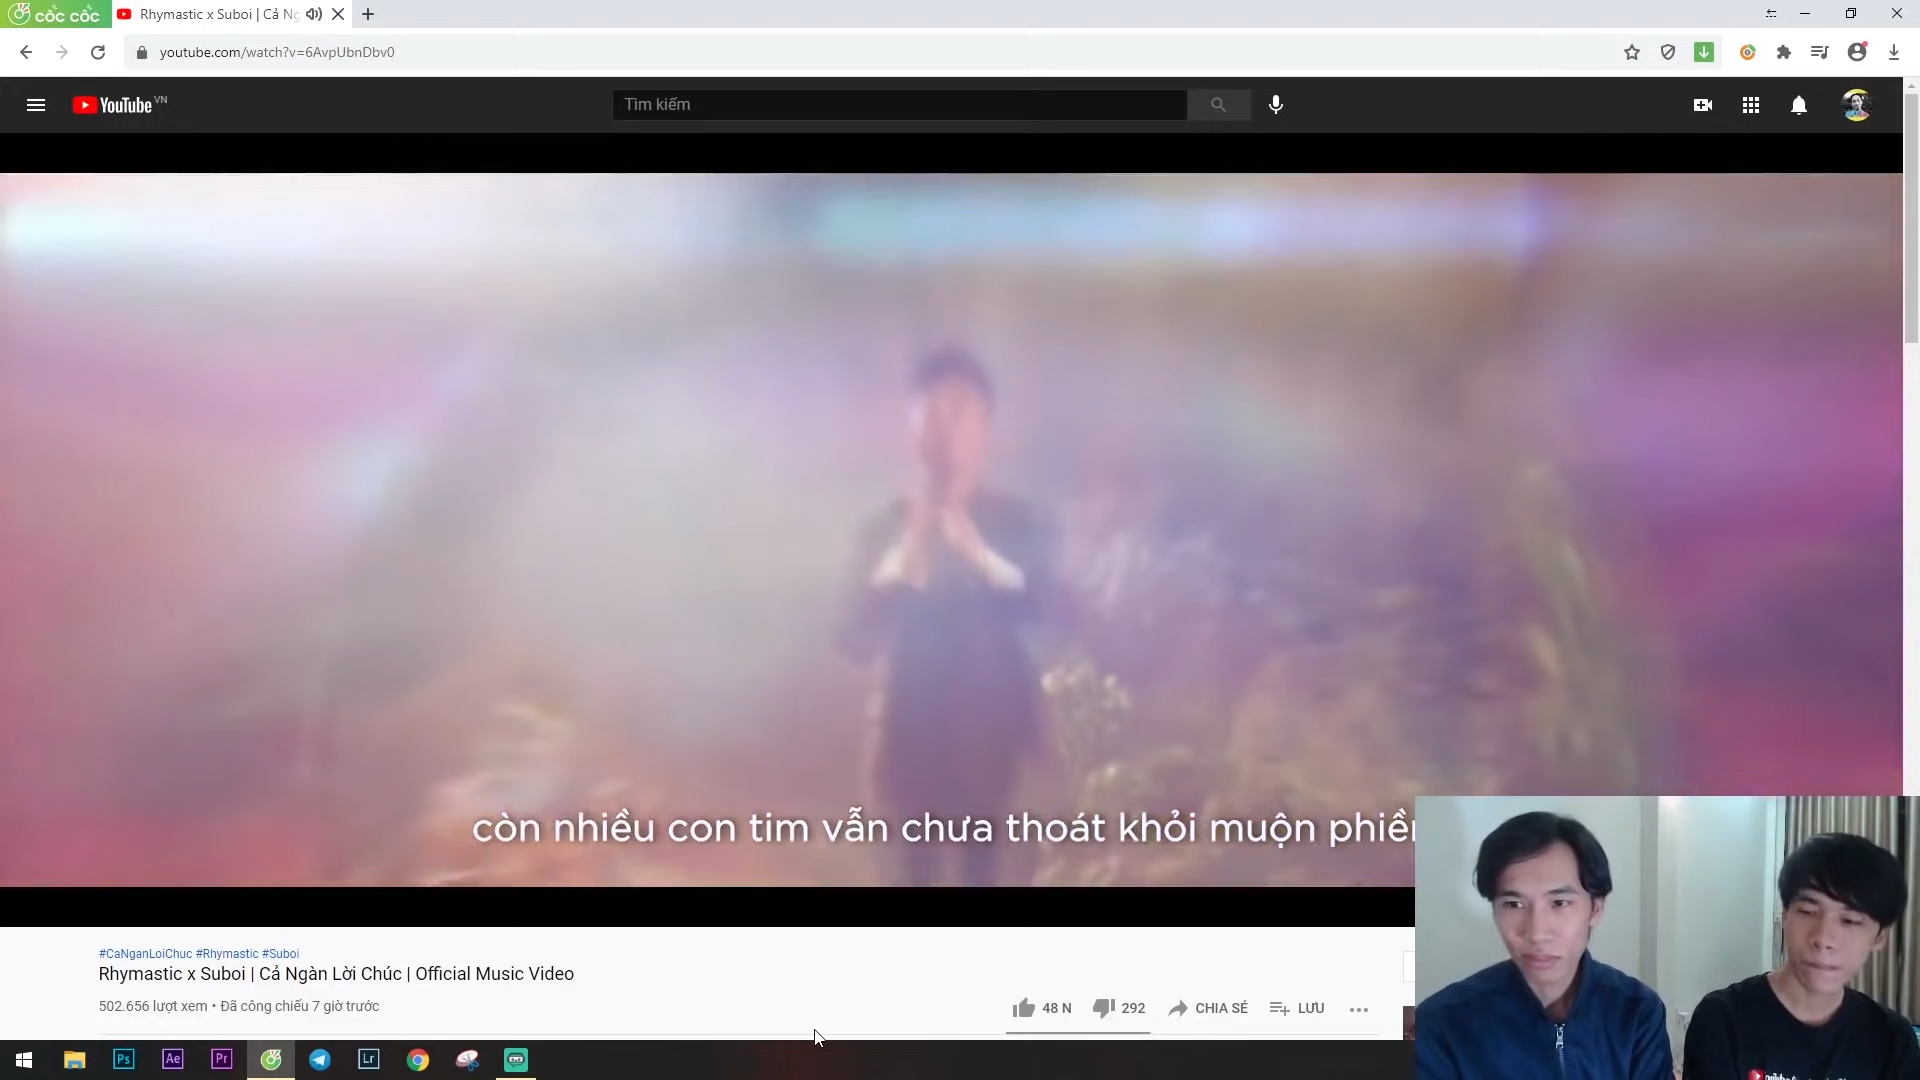 cốc cốc
Rhymastic x Suboi | Cả Ng
youtube.com/watch?v=6AvpUbnDbv0
YouTube VN
Tìm kiếm
còn nhiều con tim vẫn chưa thoát khỏi muộn
#CaNganLoiChuc #Rhymastic #Suboi
Rhymastic x Suboi | Cả Ngàn Lời Chúc | Official Music Video
502.656 lượt xem • Đã công chiếu 7 giờ trước
48 N
292
CHIA SẺ
LƯU
Ps
Ae
Pr
Lr